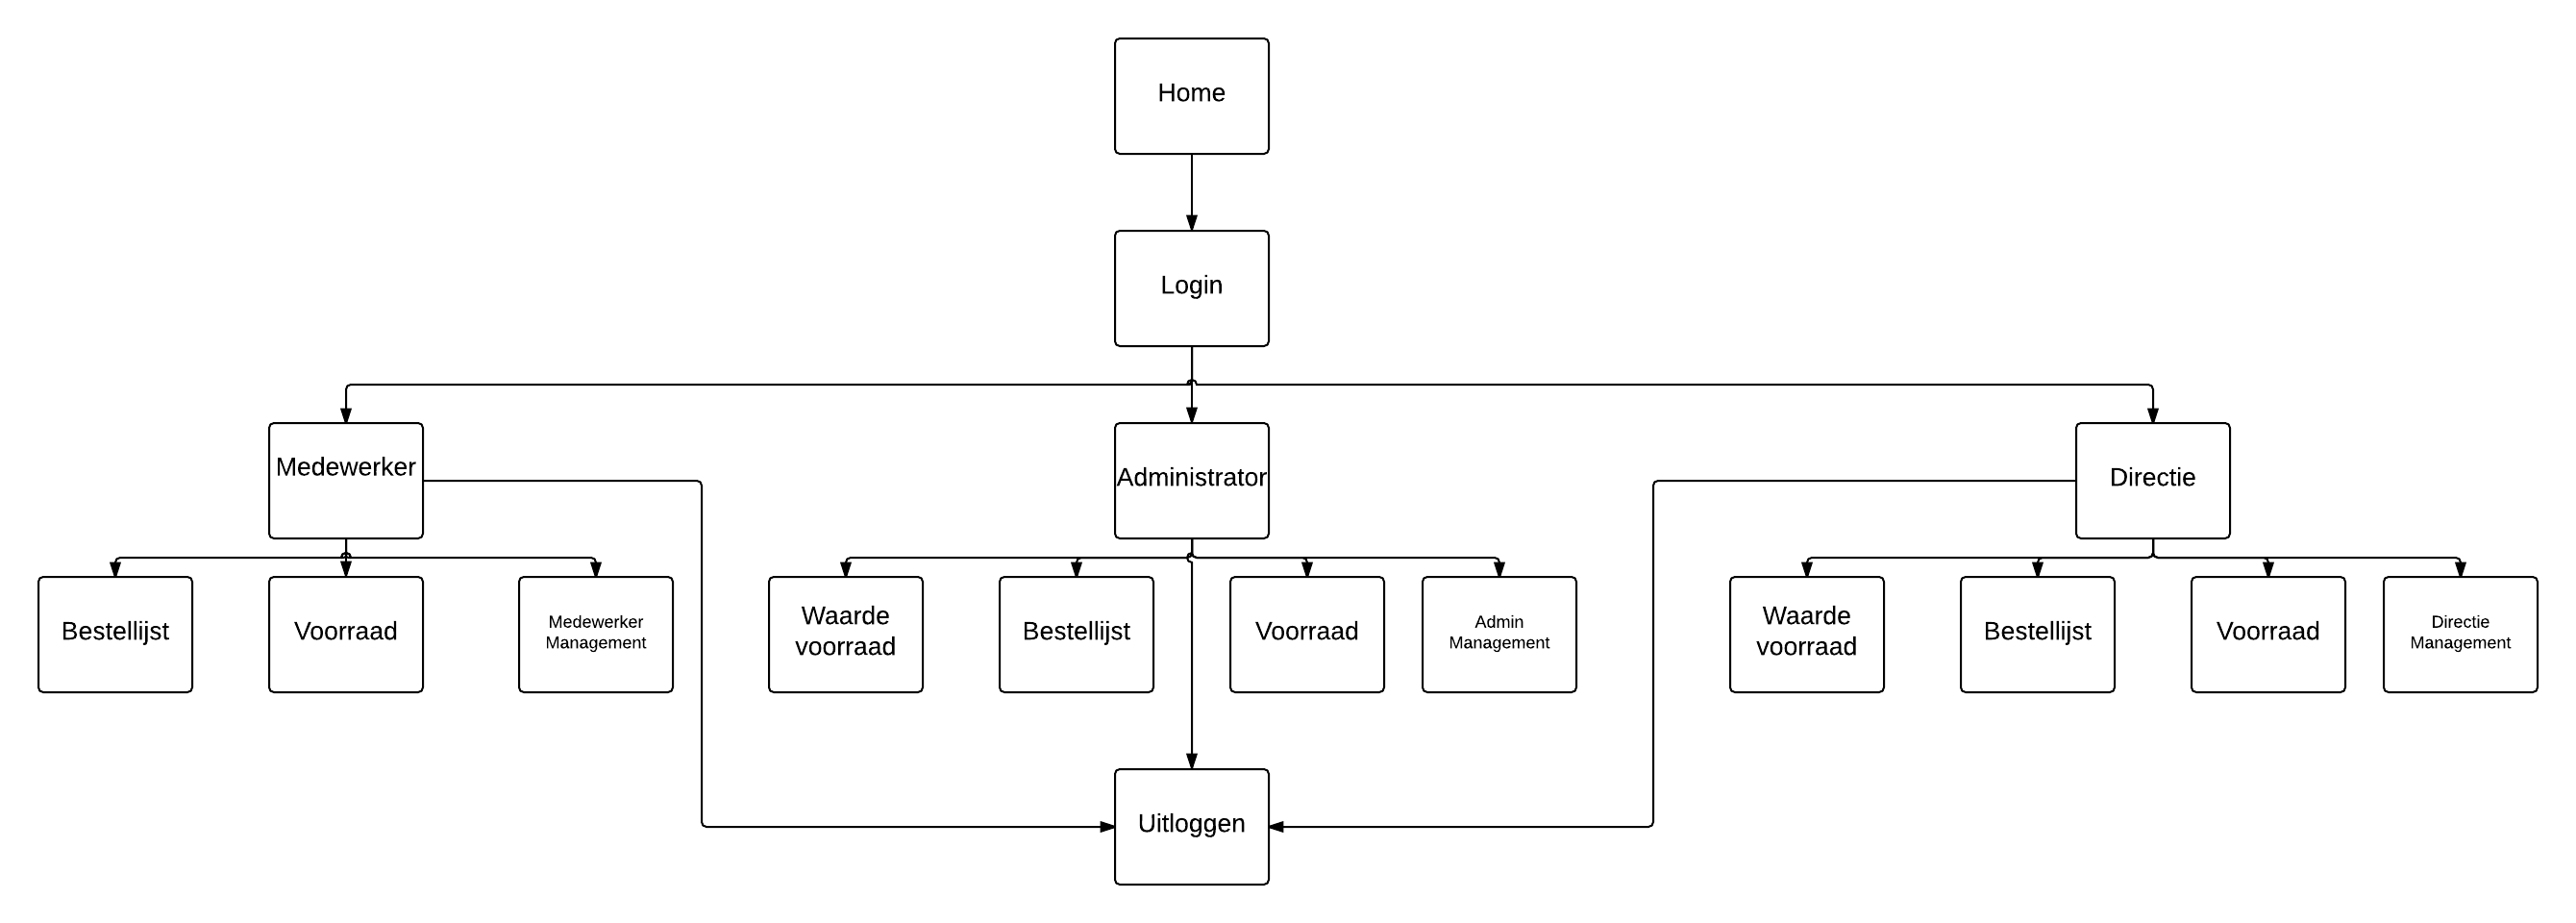 Home
Login
Medewerker
Administrator
Directie
Bestellijst
Voorraad
Medewerker
Management
Waarde
voorraad
Bestellijst
Voorraad
Admin
Management
Waarde
voorraad
Bestellijst
Voorraad
Directie
Management
Uitloggen